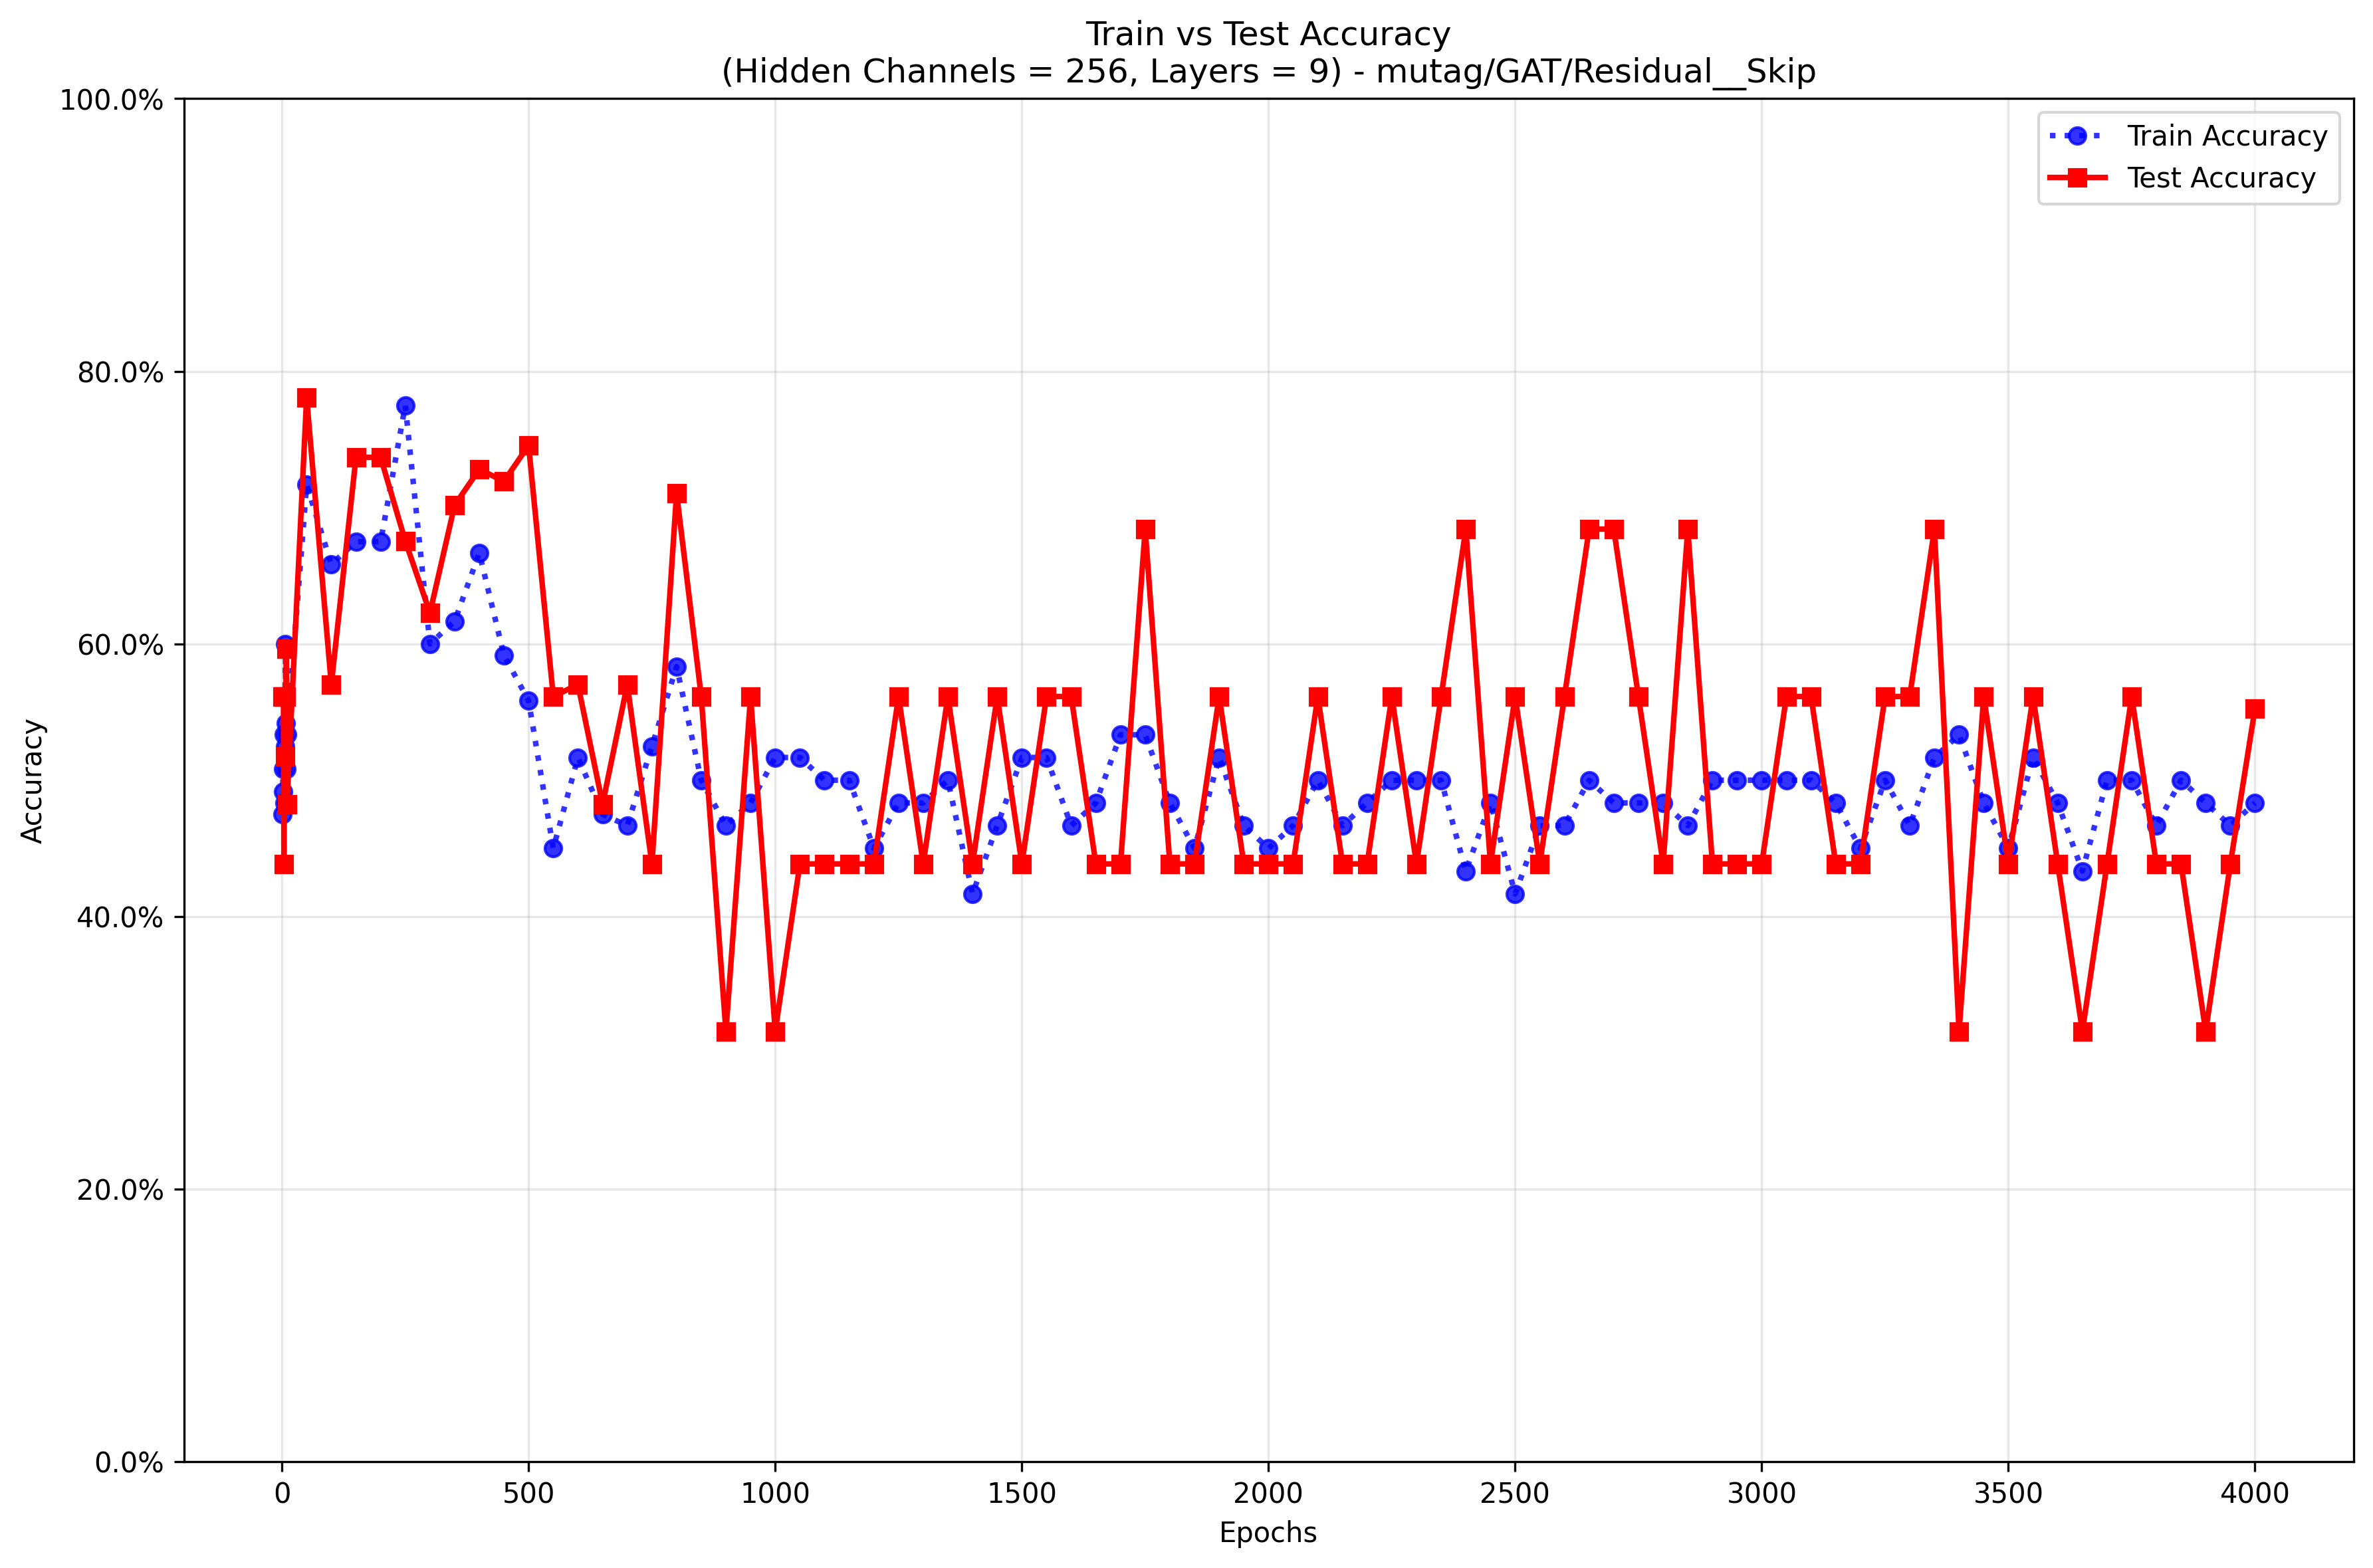 Train vs Test Accuracy
(Hidden Channels = 256, Layers = 9) - mutag/GAT/Residual__Skip
100.0%
80.0%
60.0%
40.0%
20.0%
0.0%
Accuracy
Train Accuracy
Test Accuracy
0 500 1000 1500 2000 2500 3000 3500 4000
Epochs